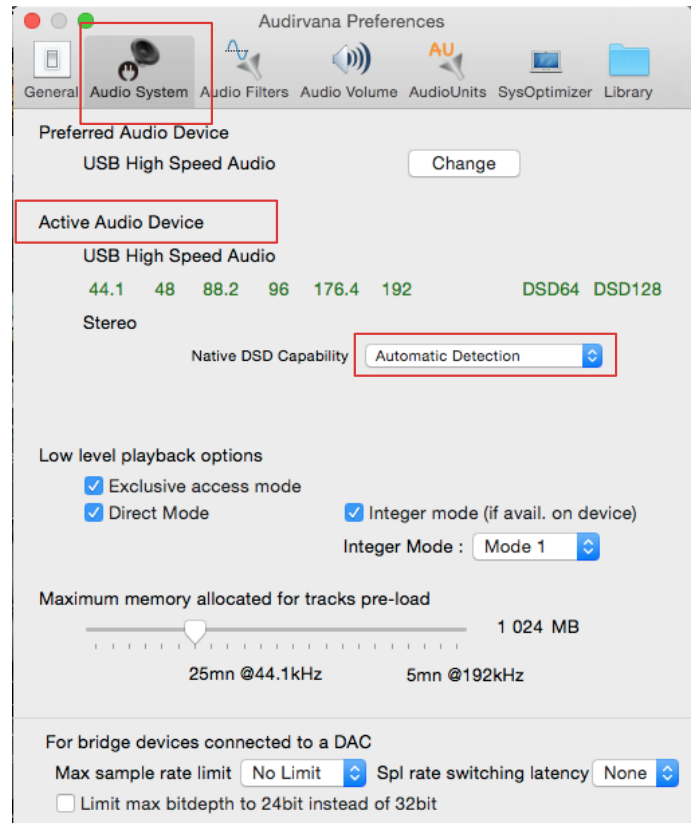 Audirvana Preferences
AU
General Audio System Audio Filters Audio Volume AudioUnits SysOptimizer Library
Preferred Audio Device
USB High Speed Audio Change
Active Audio Device
USB High Speed Audio
44.1 48 88.2 96 176.4 192 DSD64 DSD128
Stereo
Native DSD Capability Automatic Detection
Low level playback options
Exclusive access mode
Direct Mode Integer mode (if avail. on device)
Integer Mode : Mode 1
Maximum memory allocated for tracks pre-load
1 024 MB
25mn @44.1kHz 5mn @192kHz
For bridge devices connected to a DAC
Max sample rate limit No Limit Spl rate switching latency None
Limit max bitdepth to 24bit instead of 32bit